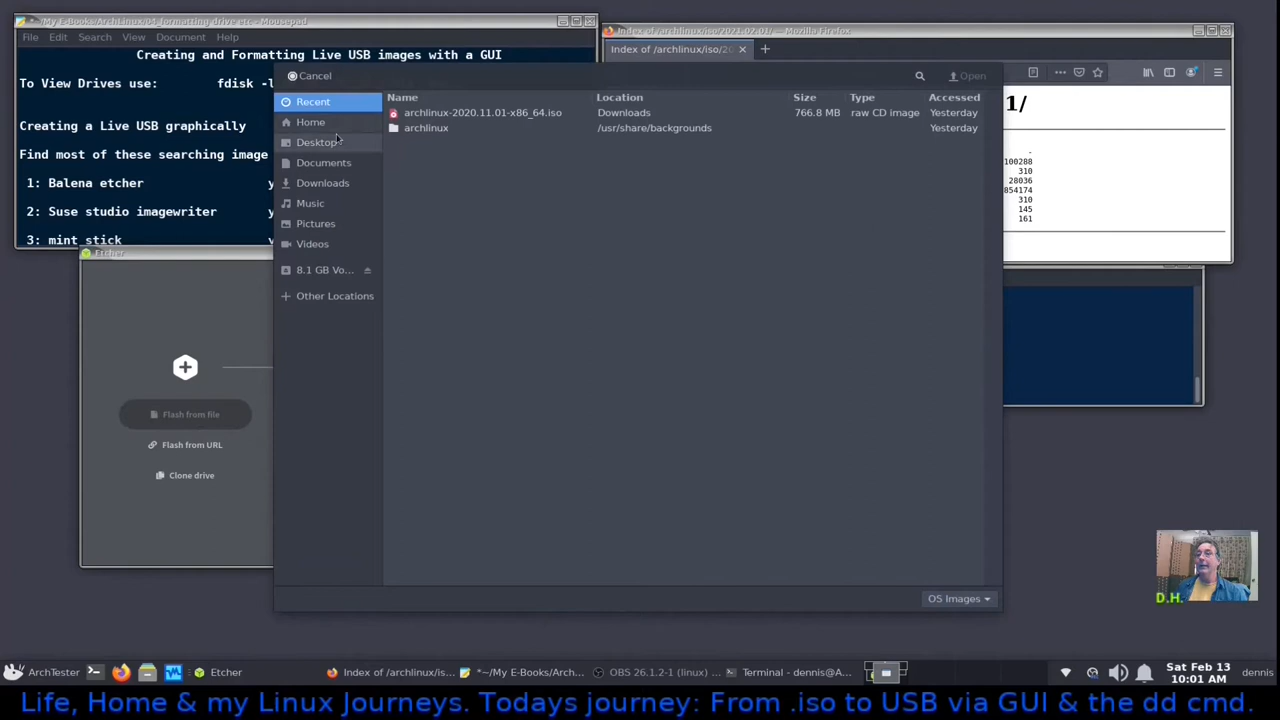 *~/My E-Books/ArchLinux/04_formatting drive etc - Mousepad
File Edit Search View Document Help
Creating and Formatting Live USB images with a GUI
To View Drives use: fdisk -l
Creating a Live USB graphically
Find most of these searching image
1: Balena etcher
2: Suse studio imagewriter
3: mint stick
Index of /archlinux/iso/2021.02.01/ — Mozilla Firefox
Index of /archlinux/iso/20
1/
-
100288
310
28036
854174
310
145
161
Cancel
Open
Recent
Home
Desktop
Documents
Downloads
Music
Pictures
Videos
8.1 GB Vo...
Other Locations
Name Location Size Type Accessed
archlinux-2020.11.01-x86_64.iso Downloads 766.8 MB raw CD image Yesterday
archlinux /usr/share/backgrounds Yesterday
OS Images
Etcher
Flash from file
Flash from URL
Clone drive
D.H.
ArchTester
Etcher
Index of /archlinux/is...
*~/My E-Books/Arch...
OBS 26.1.2-1 (linux) ...
Terminal - dennis@A...
Sat Feb 13
10:01 AM
dennis
Life, Home & my Linux Journeys. Todays journey: From .iso to USB via GUI & the dd cmd.